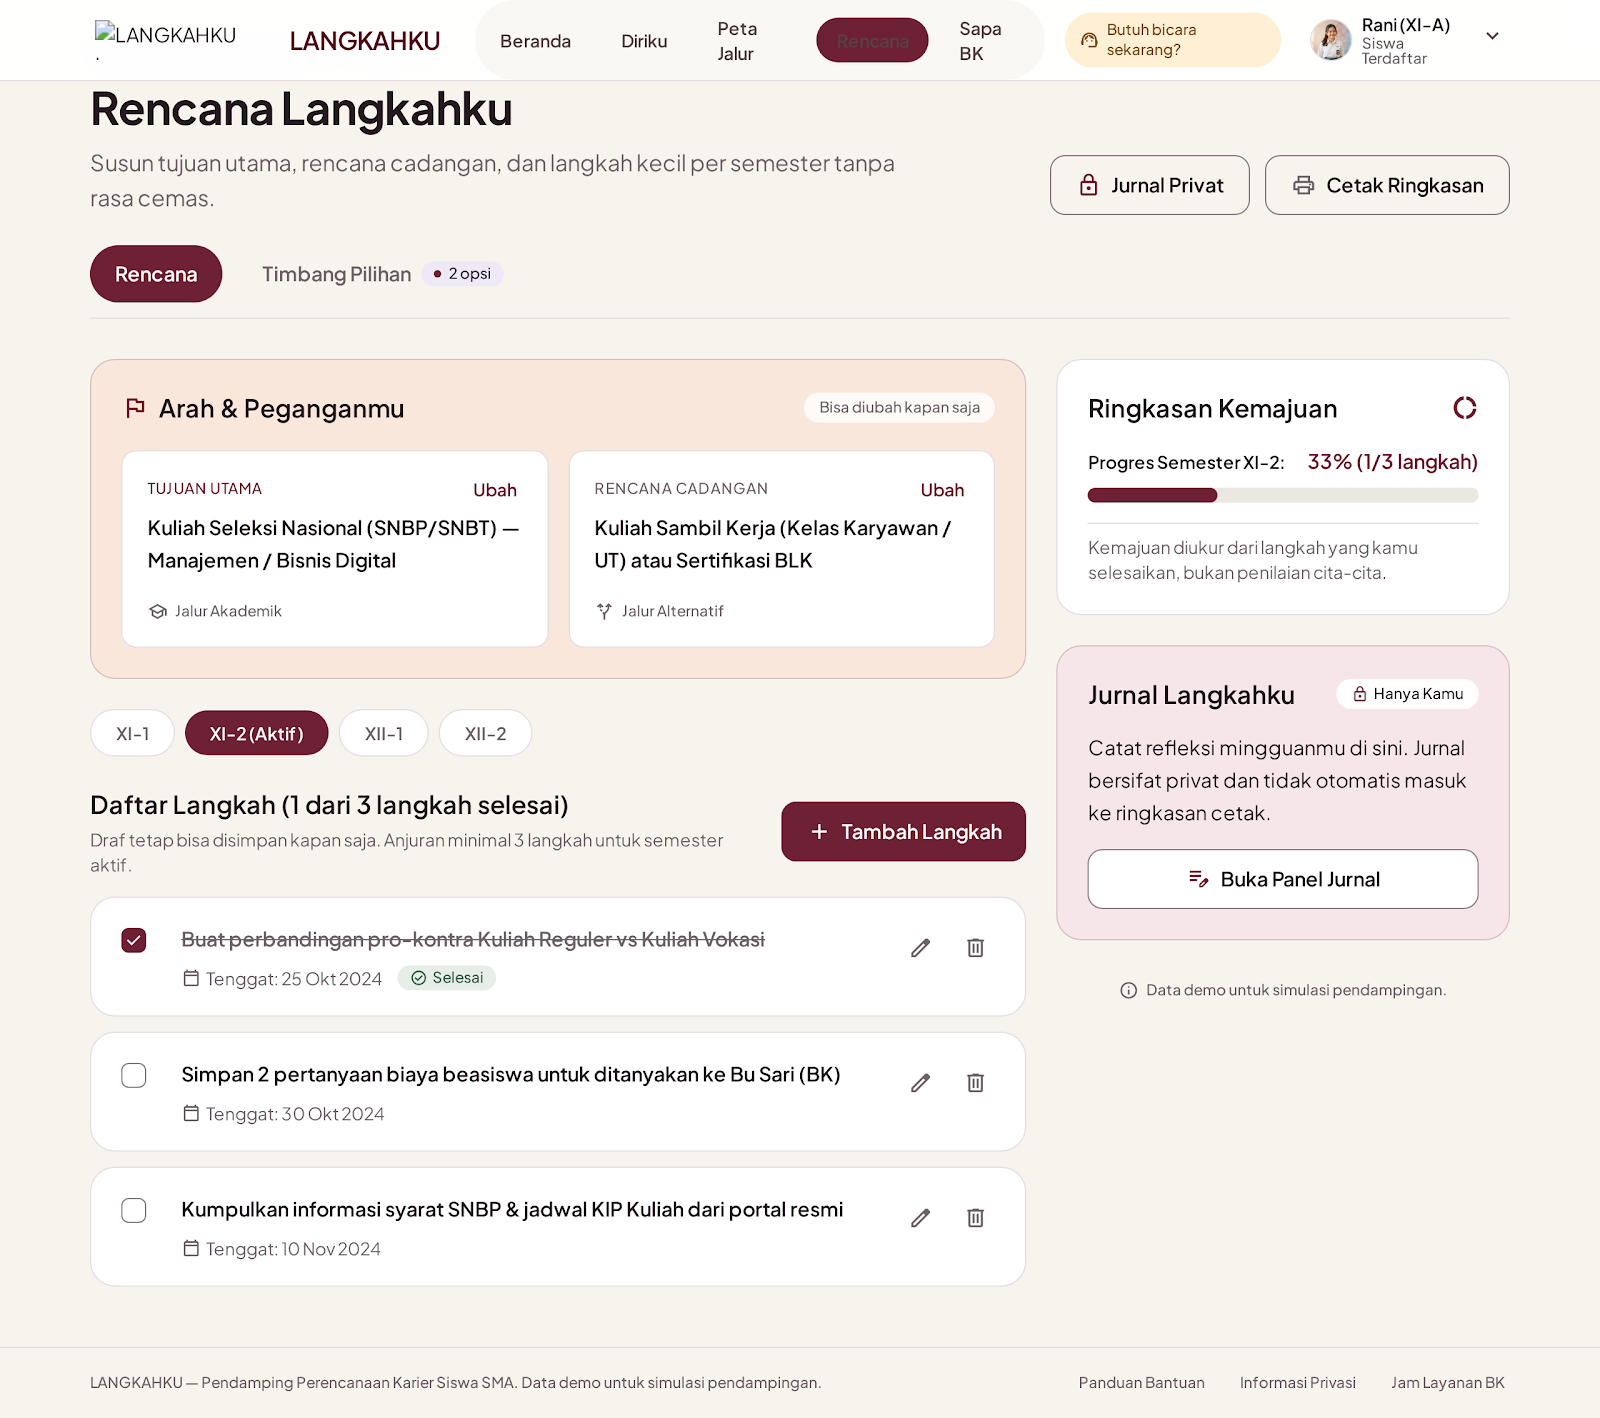 LANGKAHKU
.
LANGKAHKU
Beranda
Diriku
Peta
Jalur
Rencana
Sapa
BK
Butuh bicara
sekarang?
Rani (XI-A)
Siswa
Terdaftar
Rencana Langkahku
Susun tujuan utama, rencana cadangan, dan langkah kecil per semester tanpa
rasa cemas.
Jurnal Privat
Cetak Ringkasan
Rencana
Timbang Pilihan
2 opsi
Arah & Peganganmu
Bisa diubah kapan saja
TUJUAN UTAMA
Ubah
Kuliah Seleksi Nasional (SNBP/SNBT) —
Manajemen / Bisnis Digital
Jalur Akademik
RENCANA CADANGAN
Ubah
Kuliah Sambil Kerja (Kelas Karyawan /
UT) atau Sertifikasi BLK
Jalur Alternatif
XI-1
XI-2 (Aktif)
XII-1
XII-2
Daftar Langkah (1 dari 3 langkah selesai)
Draf tetap bisa disimpan kapan saja. Anjuran minimal 3 langkah untuk semester
aktif.
Tambah Langkah
Buat perbandingan pro-kontra Kuliah Reguler vs Kuliah Vokasi
Tenggat: 25 Okt 2024
Selesai
Simpan 2 pertanyaan biaya beasiswa untuk ditanyakan ke Bu Sari (BK)
Tenggat: 30 Okt 2024
Kumpulkan informasi syarat SNBP & jadwal KIP Kuliah dari portal resmi
Tenggat: 10 Nov 2024
Ringkasan Kemajuan
Progres Semester XI-2:
33% (1/3 langkah)
Kemajuan diukur dari langkah yang kamu
selesaikan, bukan penilaian cita-cita.
Jurnal Langkahku
Hanya Kamu
Catat refleksi mingguanmu di sini. Jurnal
bersifat privat dan tidak otomatis masuk
ke ringkasan cetak.
Buka Panel Jurnal
Data demo untuk simulasi pendampingan.
LANGKAHKU — Pendamping Perencanaan Karier Siswa SMA. Data demo untuk simulasi pendampingan.
Panduan Bantuan
Informasi Privasi
Jam Layanan BK